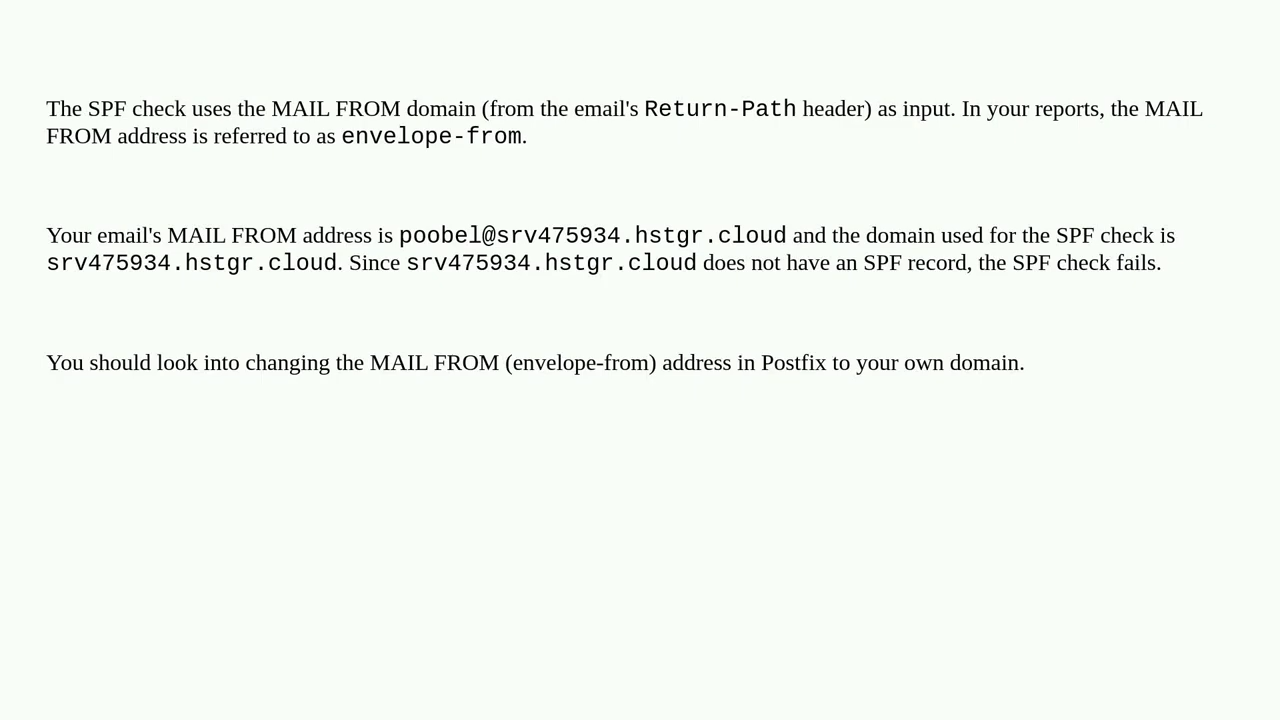 The SPF check uses the MAIL FROM domain (from the email's Return-Path header) as input. In your reports, the MAIL
FROM address is referred to as envelope-from.
Your email's MAIL FROM address is poobel@srv475934.hstgr.cloud and the domain used for the SPF check is
srv475934.hstgr.cloud. Since srv475934.hstgr.cloud does not have an SPF record, the SPF check fails.
You should look into changing the MAIL FROM (envelope-from) address in Postfix to your own domain.